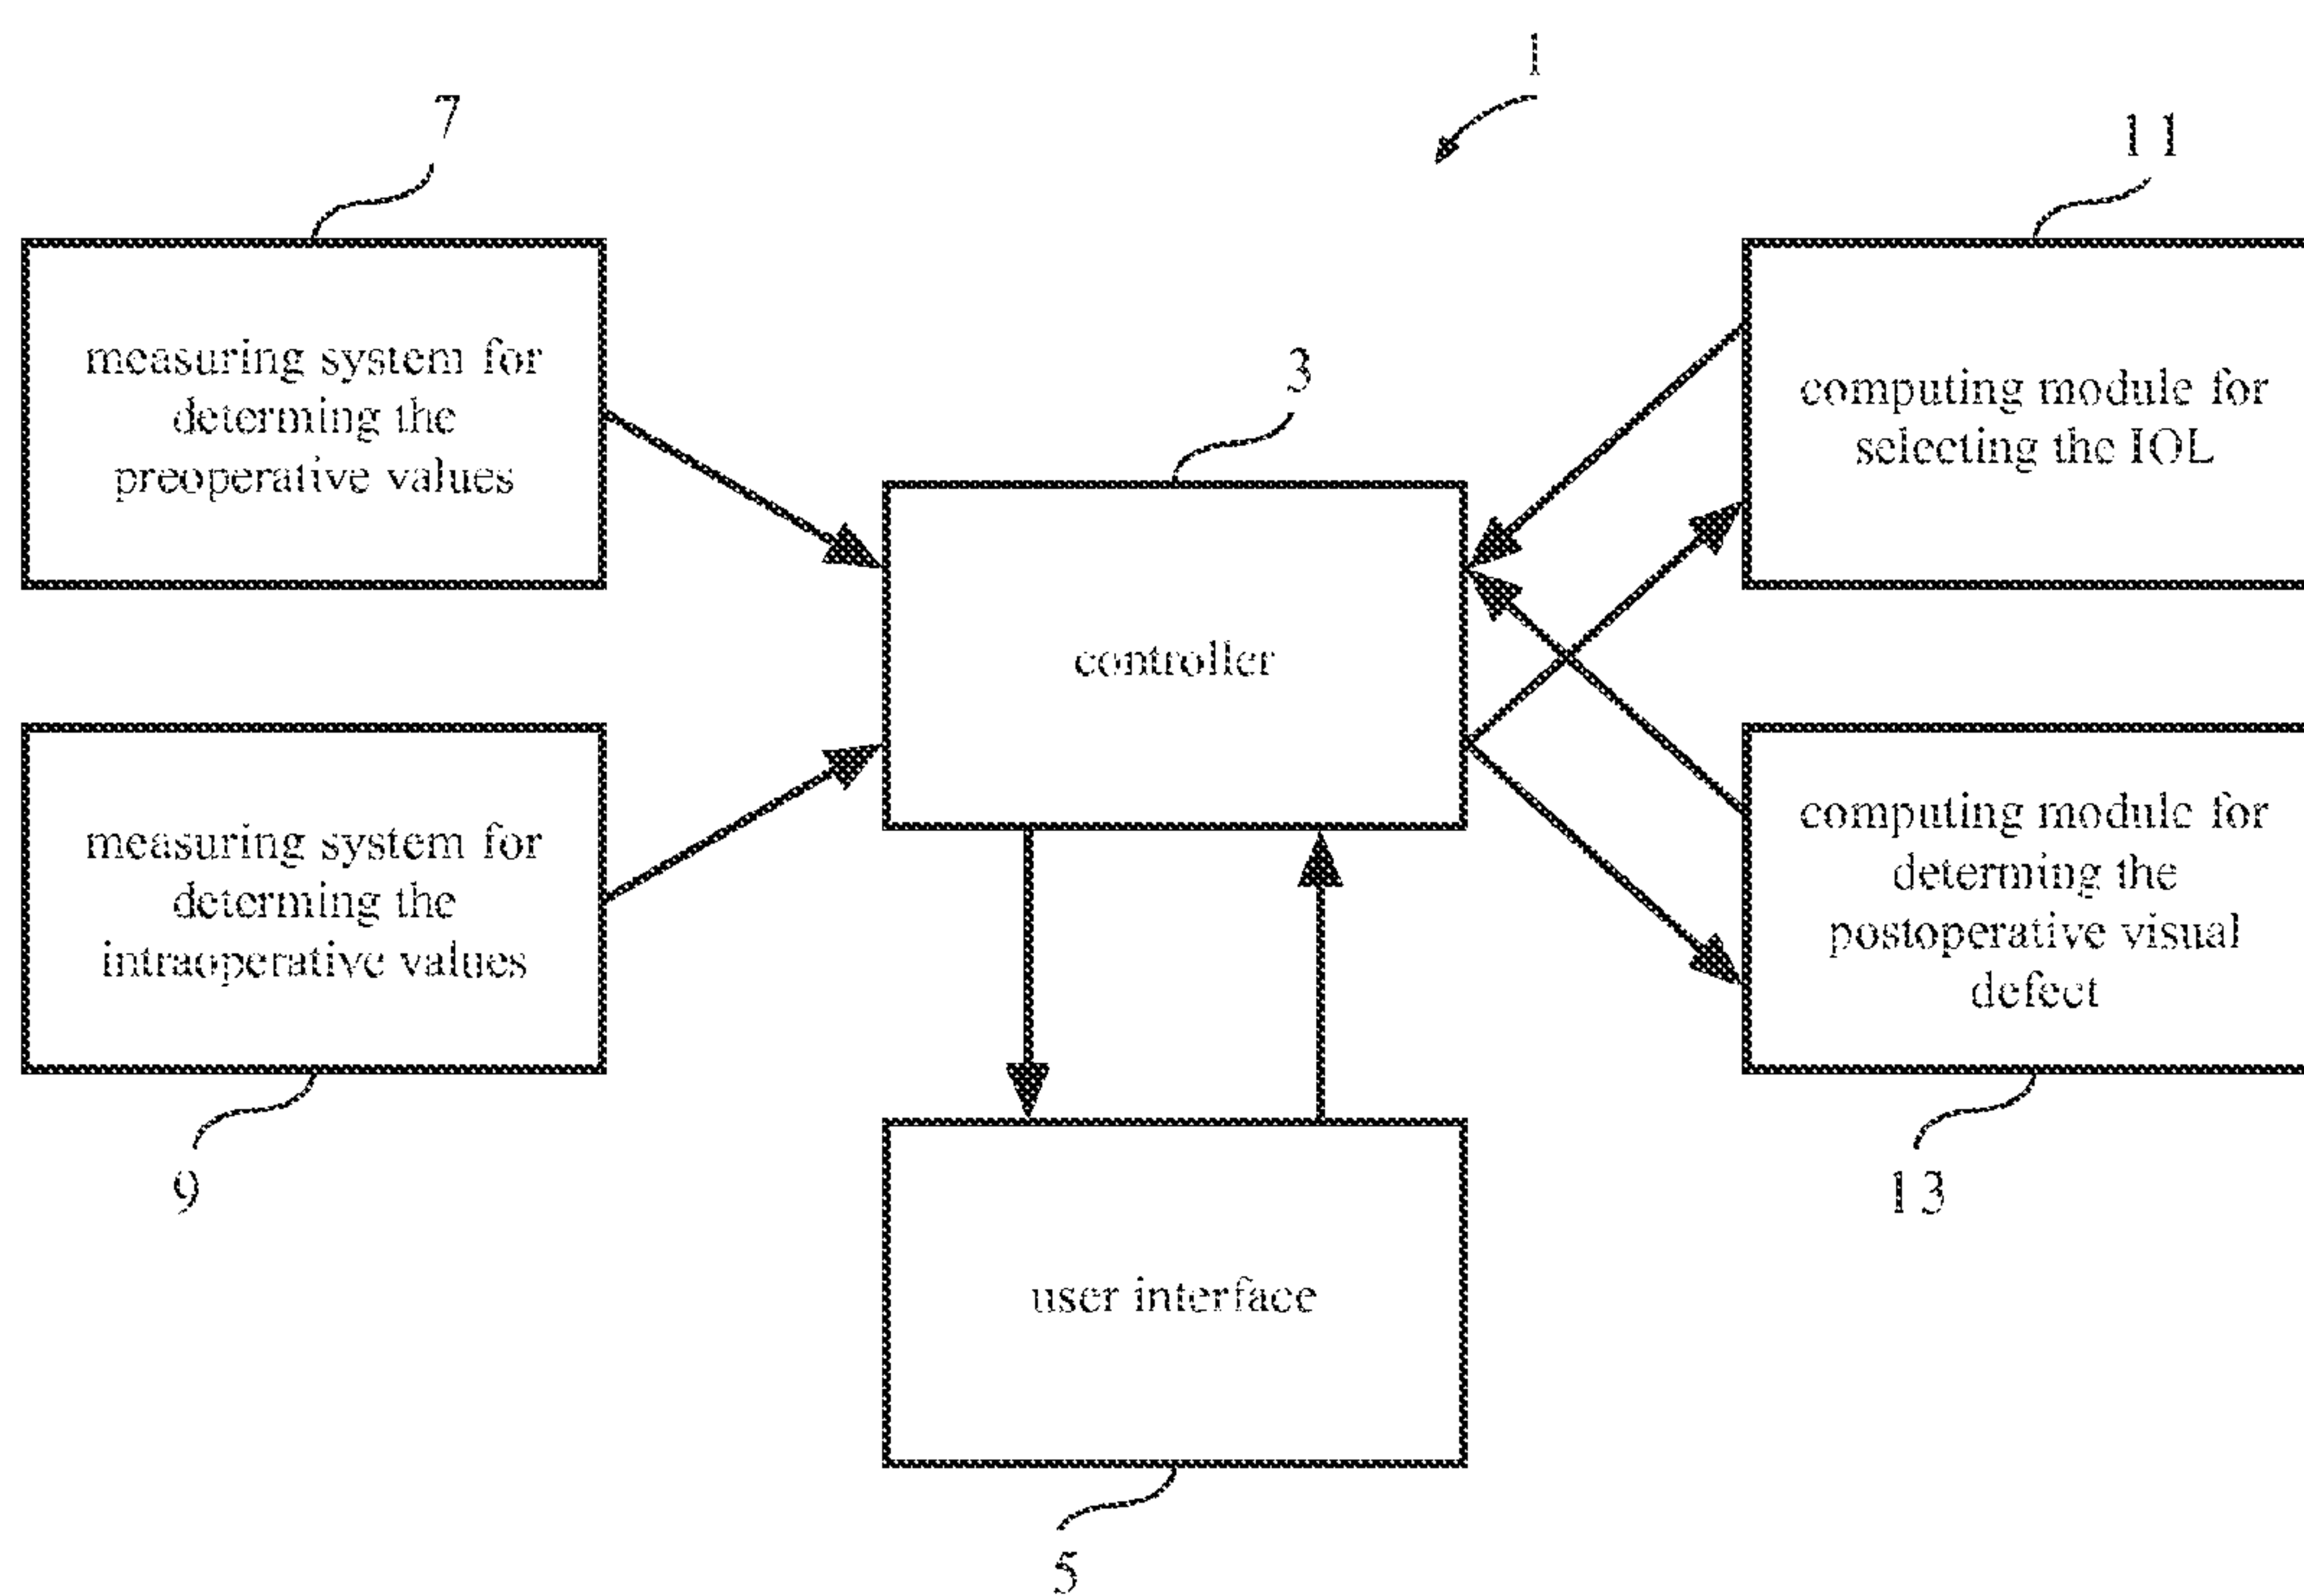 1
7
11
measuring system for
determing the
preoperative values
3
computing module for
selecting the IOL
controller
measuring system for
determing the
intraoperative values
computing module for
determing the
postoperative visual
defect
9
13
user interface
5